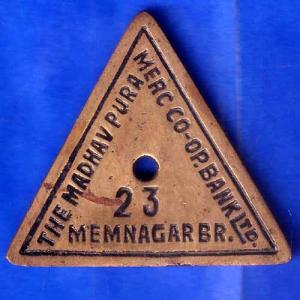 THE MADHAVPURA
MERC CO-OP. BANK LTD.
23
MEMNAGAR BR.